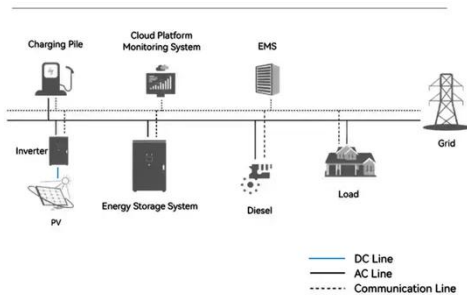 Charging Pile
Cloud Platform
Monitoring System
EMS
Grid
Inverter
PV
Energy Storage System
Diesel
Load
DC Line
AC Line
Communication Line